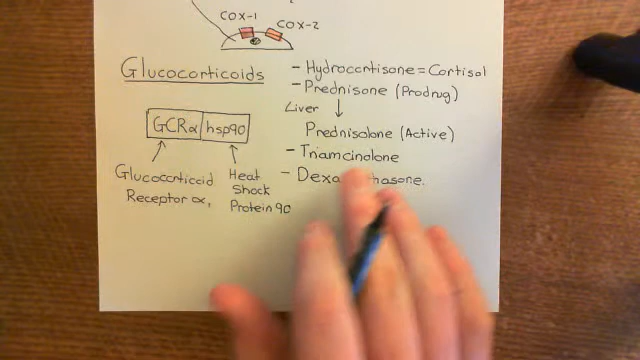 COX-1
COX-2
Glucocorticoids
- Hydrocortisone = Cortisol
- Prednisone (Prodrug)
Liver
Prednisolone (Active)
- Triamcinolone
-
GCRα hsp90
Glucocorticoid
Receptor α,
Heat
Shock
Protein 90